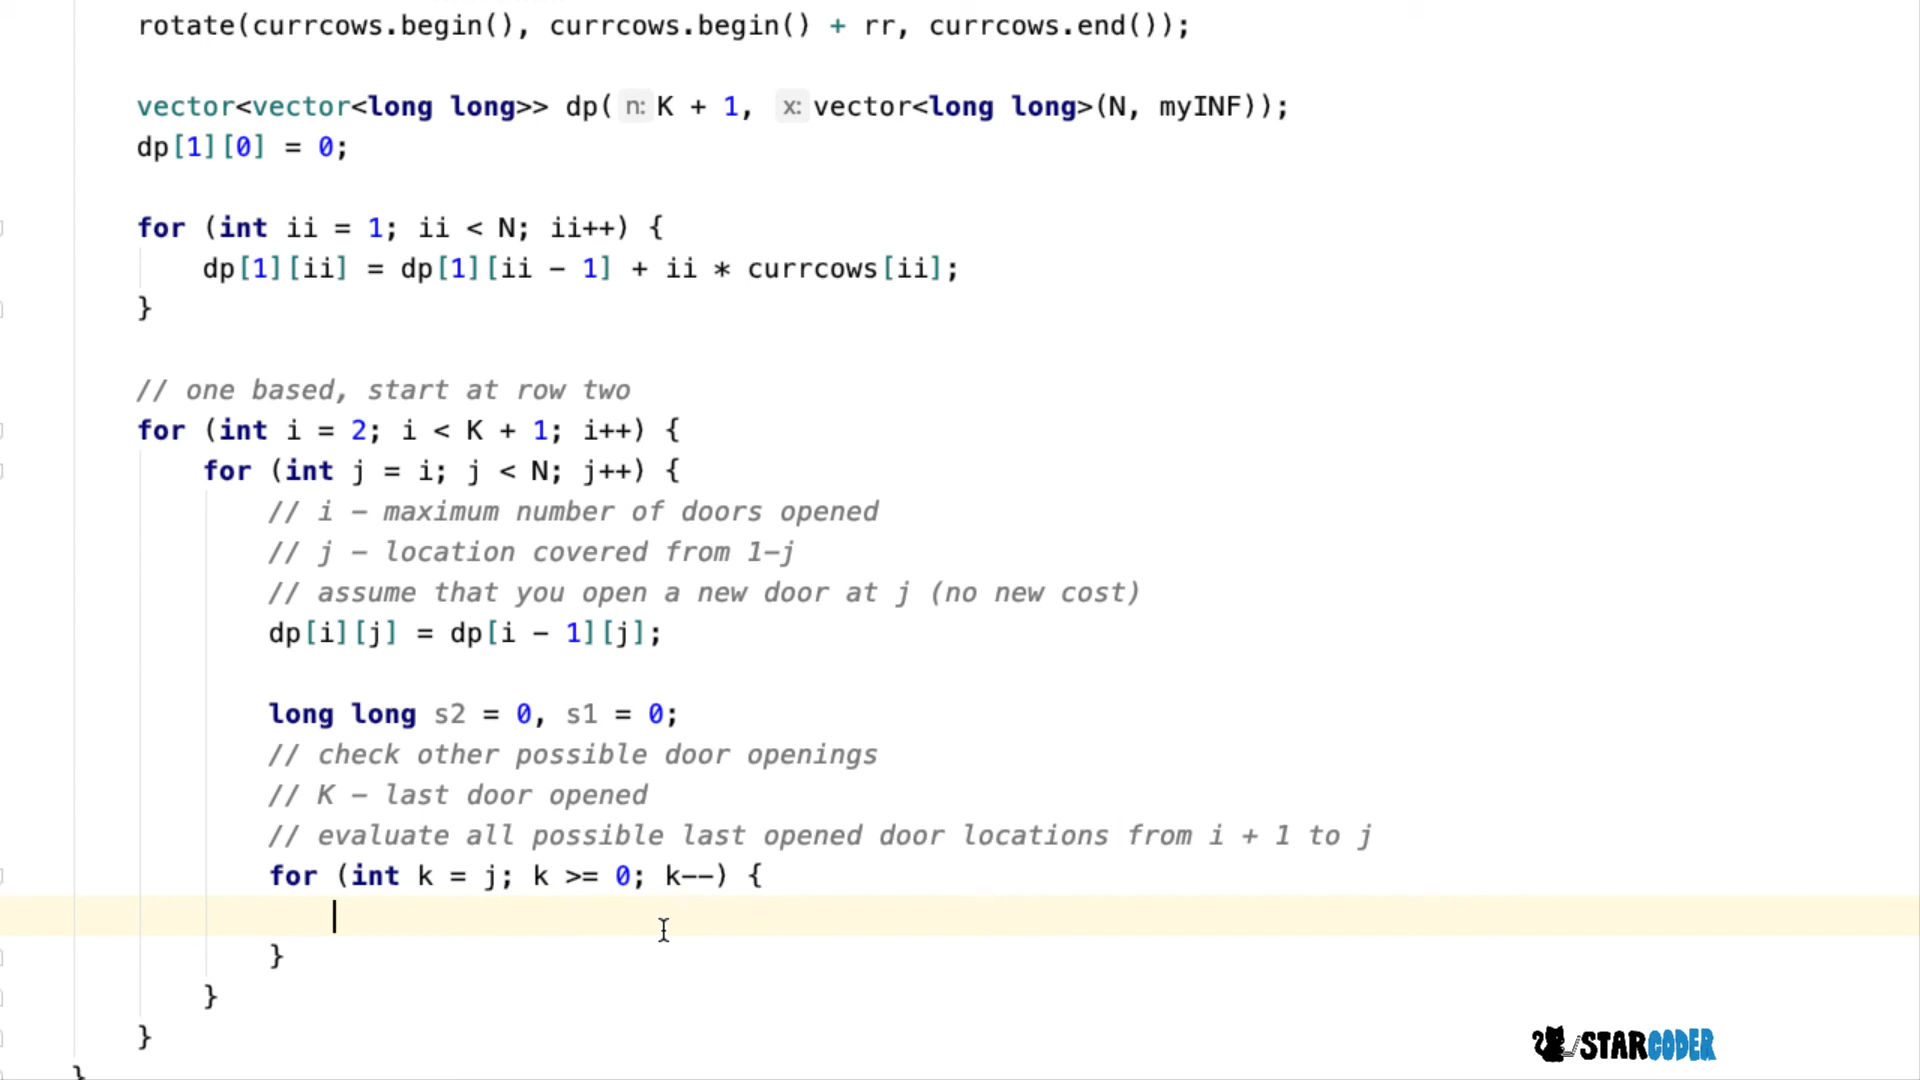 rotate(currcows.begin(), currcows.begin() + rr, currcows.end());
vector<vector<long long>> dp( n: K + 1, x: vector<long long>(N, myINF));
dp[1][0] = 0;
for (int ii = 1; ii < N; ii++) {
dp[1][ii] = dp[1][ii - 1] + ii * currcows[ii];
}
// one based, start at row two
for (int i = 2; i < K + 1; i++) {
for (int j = i; j < N; j++) {
// i - maximum number of doors opened
// j - location covered from 1-j
// assume that you open a new door at j (no new cost)
dp[i][j] = dp[i - 1][j];
long long s2 = 0, s1 = 0;
// check other possible door openings
// K - last door opened
// evaluate all possible last opened door locations from i + 1 to j
for (int k = j; k >= 0; k--) {
}
}
}
}
STARCODER